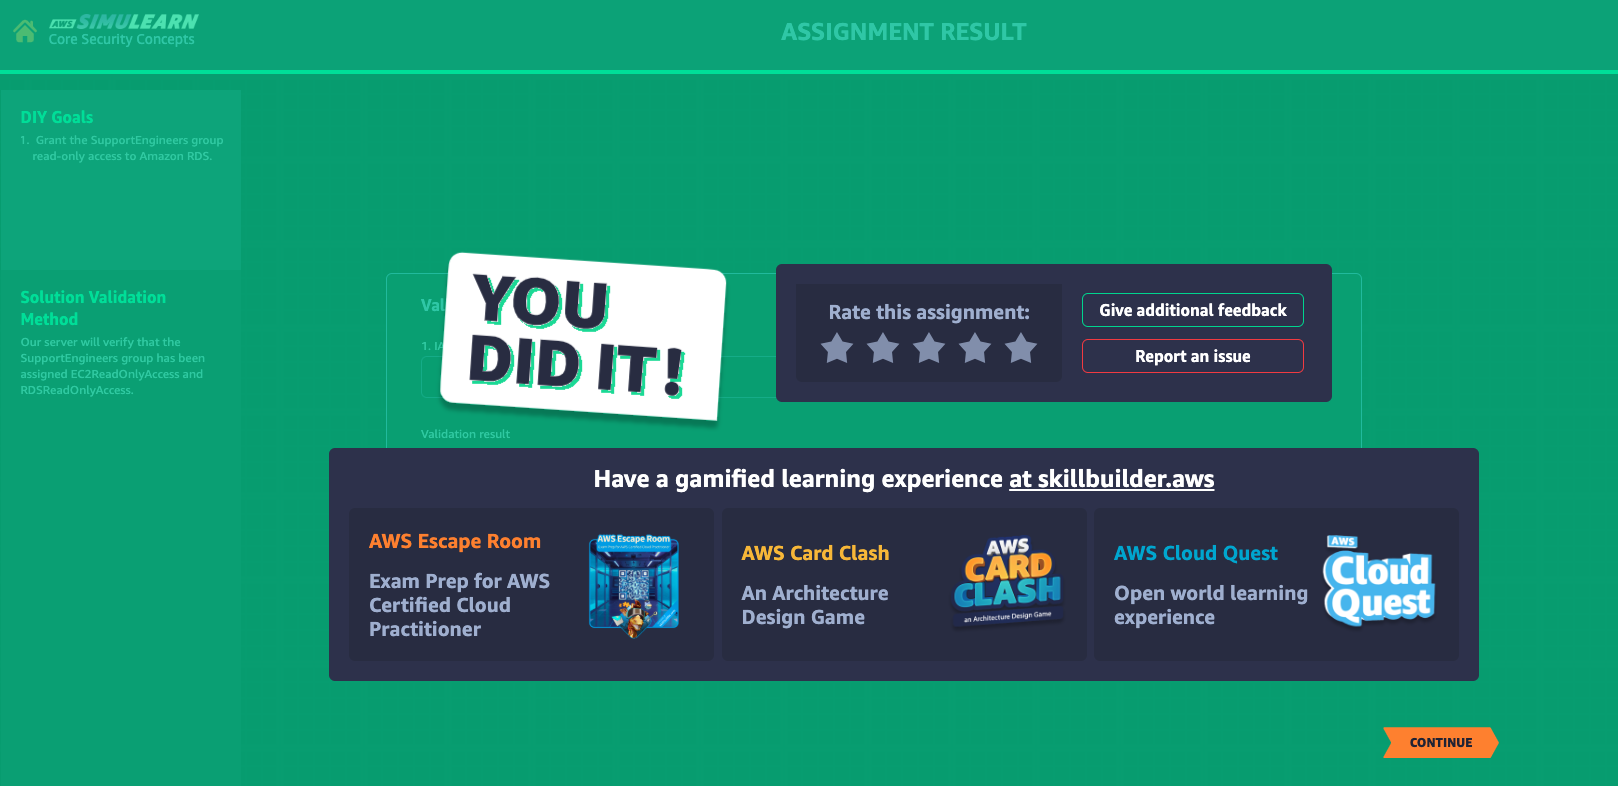 aws SIMULEARN
Core Security Concepts
ASSIGNMENT RESULT
DIY Goals
1. Grant the SupportEngineers group
read-only access to Amazon RDS.
Solution Validation
Method
Our server will verify that the
SupportEngineers group has been
assigned EC2ReadOnlyAccess and
RDSReadOnlyAccess.
Val
1. IA
YOU
DID IT!
Rate this assignment:
Give additional feedback
Report an issue
Validation result
Have a gamified learning experience at skillbuilder.aws
AWS Escape Room
Exam Prep for AWS
Certified Cloud
Practitioner
AWS Escape Room
AWS Card Clash
An Architecture
Design Game
AWS
CARD
CLASH
an Architecture Design Game
AWS Cloud Quest
Open world learning
experience
AWS
Cloud
Quest
CONTINUE